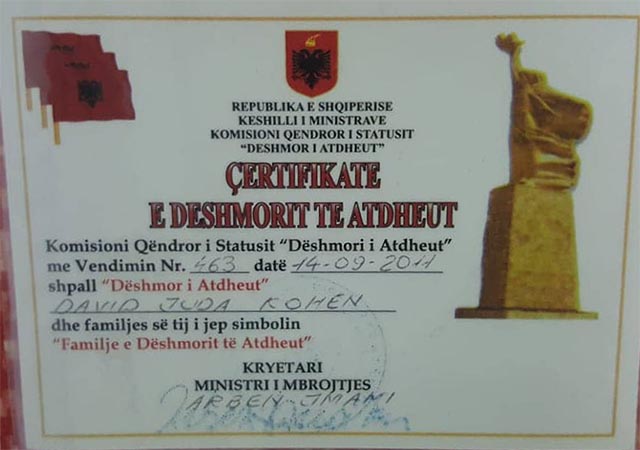 REPUBLIKA E SHQIPERISE
KESHILLI I MINISTRAVE
KOMISIONI QENDROR I STATUSIT
"DESHMOR I ATDHEUT"
ÇERTIFIKATE
E DESHMORIT TE ATDHEUT
Komisioni Qëndror i Statusit "Dëshmori i Atdheut"
me Vendimin Nr. 463 datë 14-09-2011
shpall "Dëshmor i Atdheut"
DAVID JUDA KOHEN
dhe familjes së tij i jep simbolin
"Familje e Dëshmorit të Atdheut"
KRYETARI
MINISTRI I MBROJTJES
ARBEN IMAMI